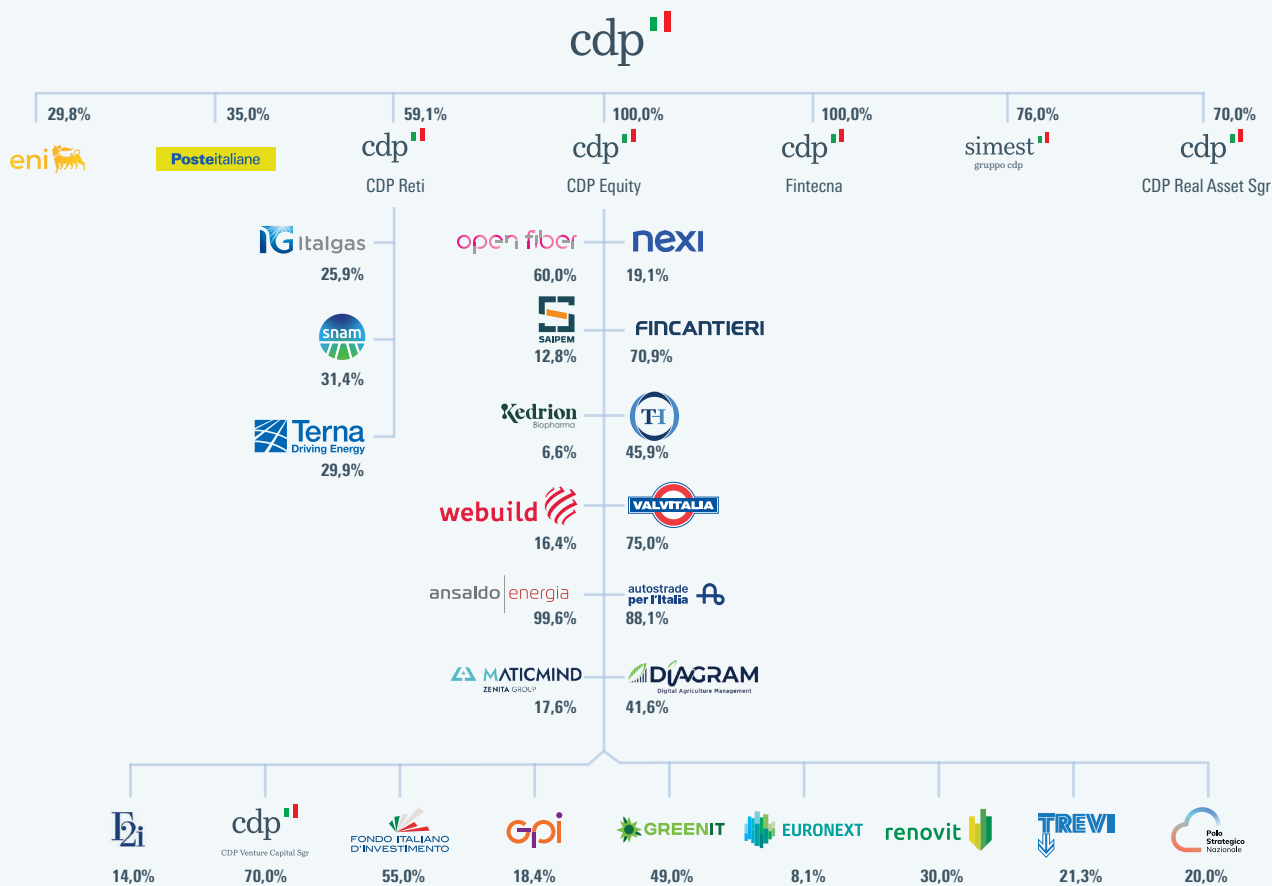 cdp
29,8%
35,0%
59,1%
100,0%
100,0%
76,0%
70,0%
eni
Posteitaliane
cdp
CDP Reti
cdp
CDP Equity
cdp
Fintecna
simest
gruppo cdp
cdp
CDP Real Asset Sgr
IG Italgas
25,9%
snam
31,4%
Terna
Driving Energy
29,9%
open fiber
60,0%
nexi
19,1%
SAIPEM
12,8%
FINCANTIERI
70,9%
Kedrion
Biopharma
6,6%
TH
45,9%
webuild
16,4%
VALVITALIA
75,0%
ansaldo energia
99,6%
autostrade
per l'Italia
88,1%
MATICMIND
ZENITA GROUP
17,6%
DIAGRAM
Digital Agriculture Management
41,6%
F2i
14,0%
cdp
CDP Venture Capital Sgr
70,0%
FONDO ITALIANO
D'INVESTIMENTO
55,0%
GPI
18,4%
GREENIT
49,0%
EURONEXT
8,1%
renovit
30,0%
TREVI
21,3%
Polo
Strategico
Nazionale
20,0%